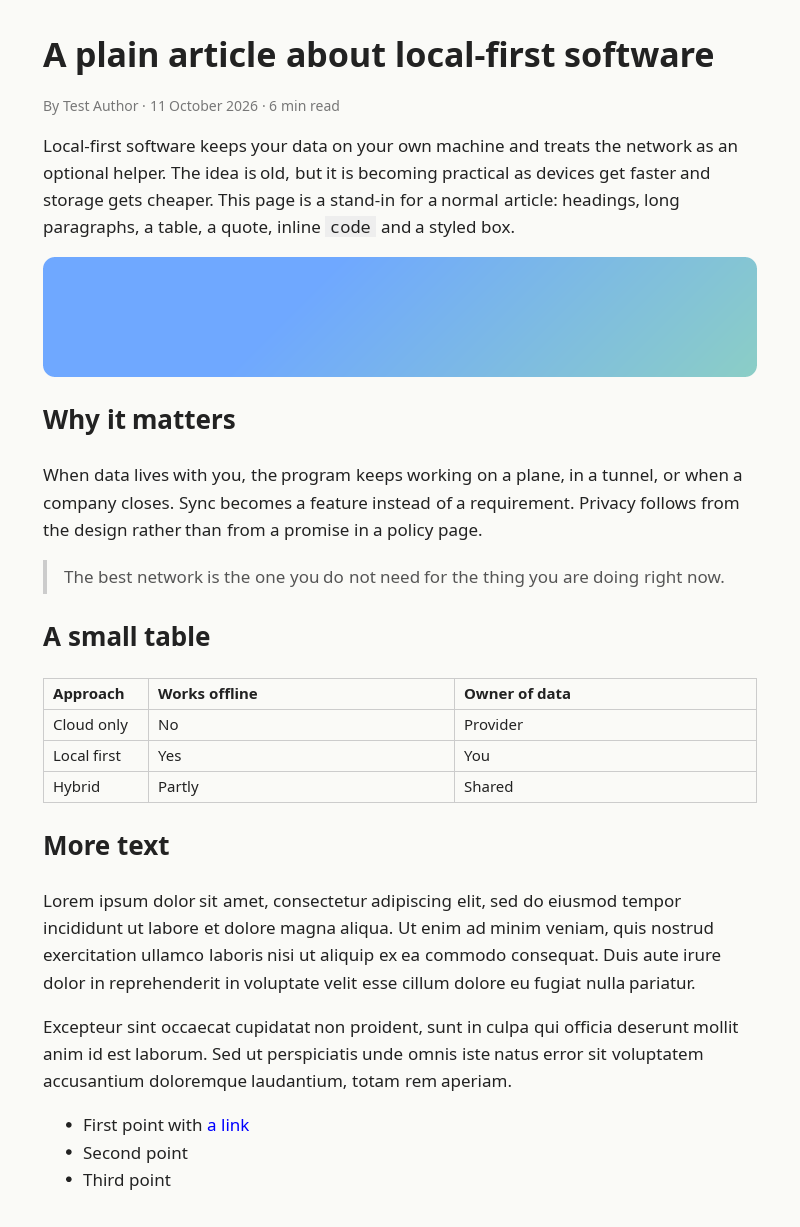 A plain article about local-first software
By Test Author · 11 October 2026 · 6 min read
Local-first software keeps your data on your own machine and treats the network as an
optional helper. The idea is old, but it is becoming practical as devices get faster and
storage gets cheaper. This page is a stand-in for a normal article: headings, long
paragraphs, a table, a quote, inline code and a styled box.
Why it matters
When data lives with you, the program keeps working on a plane, in a tunnel, or when a
company closes. Sync becomes a feature instead of a requirement. Privacy follows from
the design rather than from a promise in a policy page.
The best network is the one you do not need for the thing you are doing right now.
A small table
Approach Works offline Owner of data
Cloud only No Provider
Local first Yes You
Hybrid Partly Shared
More text
Lorem ipsum dolor sit amet, consectetur adipiscing elit, sed do eiusmod tempor
incididunt ut labore et dolore magna aliqua. Ut enim ad minim veniam, quis nostrud
exercitation ullamco laboris nisi ut aliquip ex ea commodo consequat. Duis aute irure
dolor in reprehenderit in voluptate velit esse cillum dolore eu fugiat nulla pariatur.
Excepteur sint occaecat cupidatat non proident, sunt in culpa qui officia deserunt mollit
anim id est laborum. Sed ut perspiciatis unde omnis iste natus error sit voluptatem
accusantium doloremque laudantium, totam rem aperiam.
• First point with a link
• Second point
• Third point